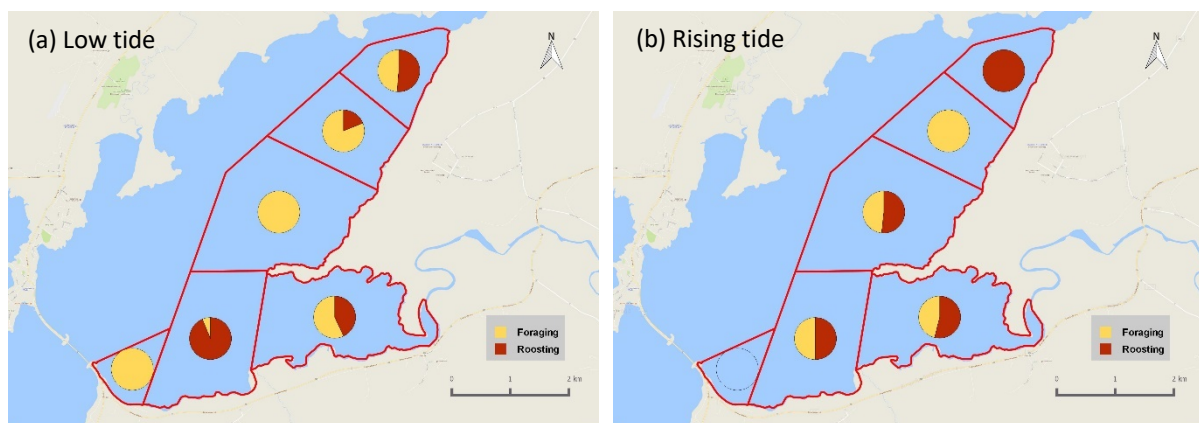 (a) Low tide
N
Foraging
Roosting
0 1 2 km
(b) Rising tide
N
Foraging
Roosting
0 1 2 km